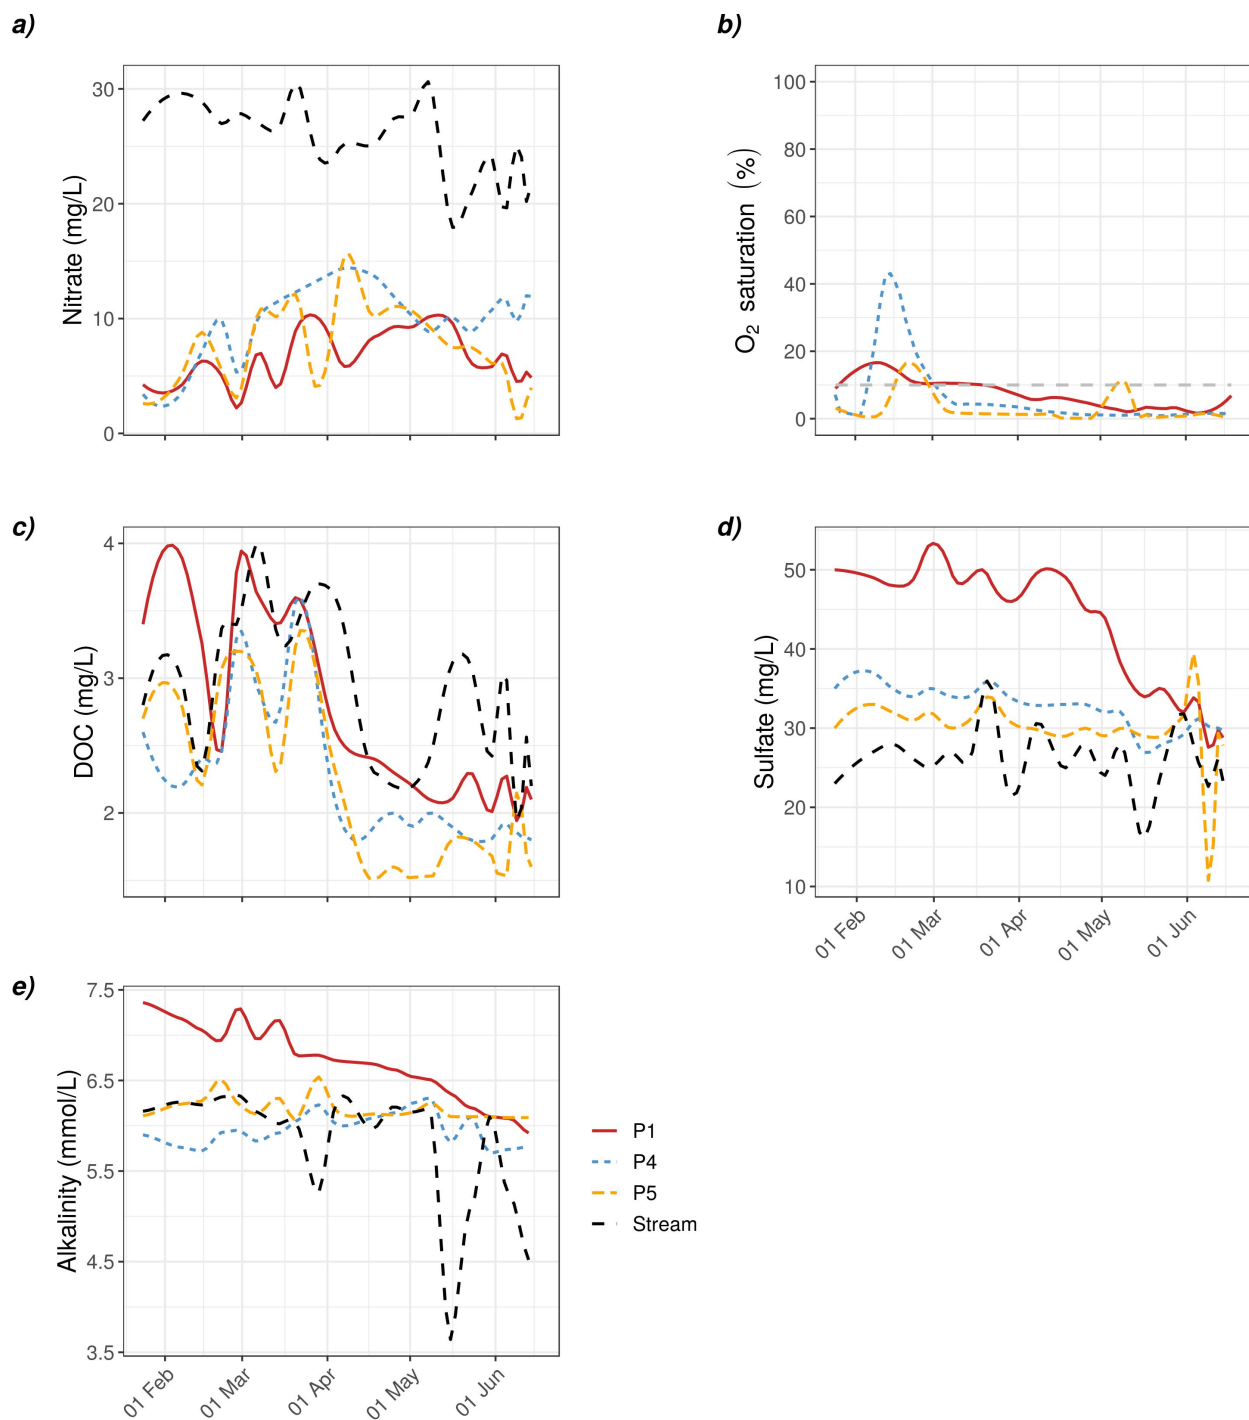 a)
30
20
10
0
Nitrate (mg/L)
b)
100
80
60
40
20
0
O₂ saturation (%)
c)
4
3
2
DOC (mg/L)
d)
50
40
30
20
10
Sulfate (mg/L)
01 Feb
01 Mar
01 Apr
01 May
01 Jun
e)
7.5
6.5
5.5
4.5
3.5
Alkalinity (mmol/L)
01 Feb
01 Mar
01 Apr
01 May
01 Jun
P1
P4
P5
Stream